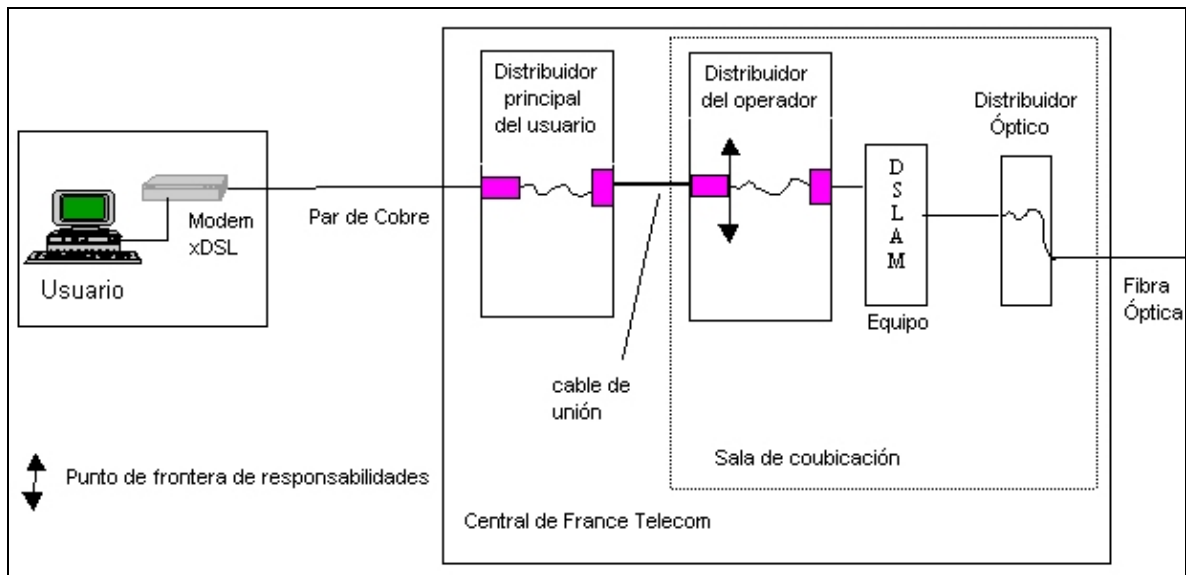 Distribuidor
principal
del usuario
Distribuidor
del operador
Distribuidor
Óptico
D
S
L
A
M
Modem
xDSL
Par de Cobre
Usuario
Equipo
Fibra
Óptica
cable de
unión
Sala de coubicación
Punto de frontera de responsabilidades
Central de France Telecom